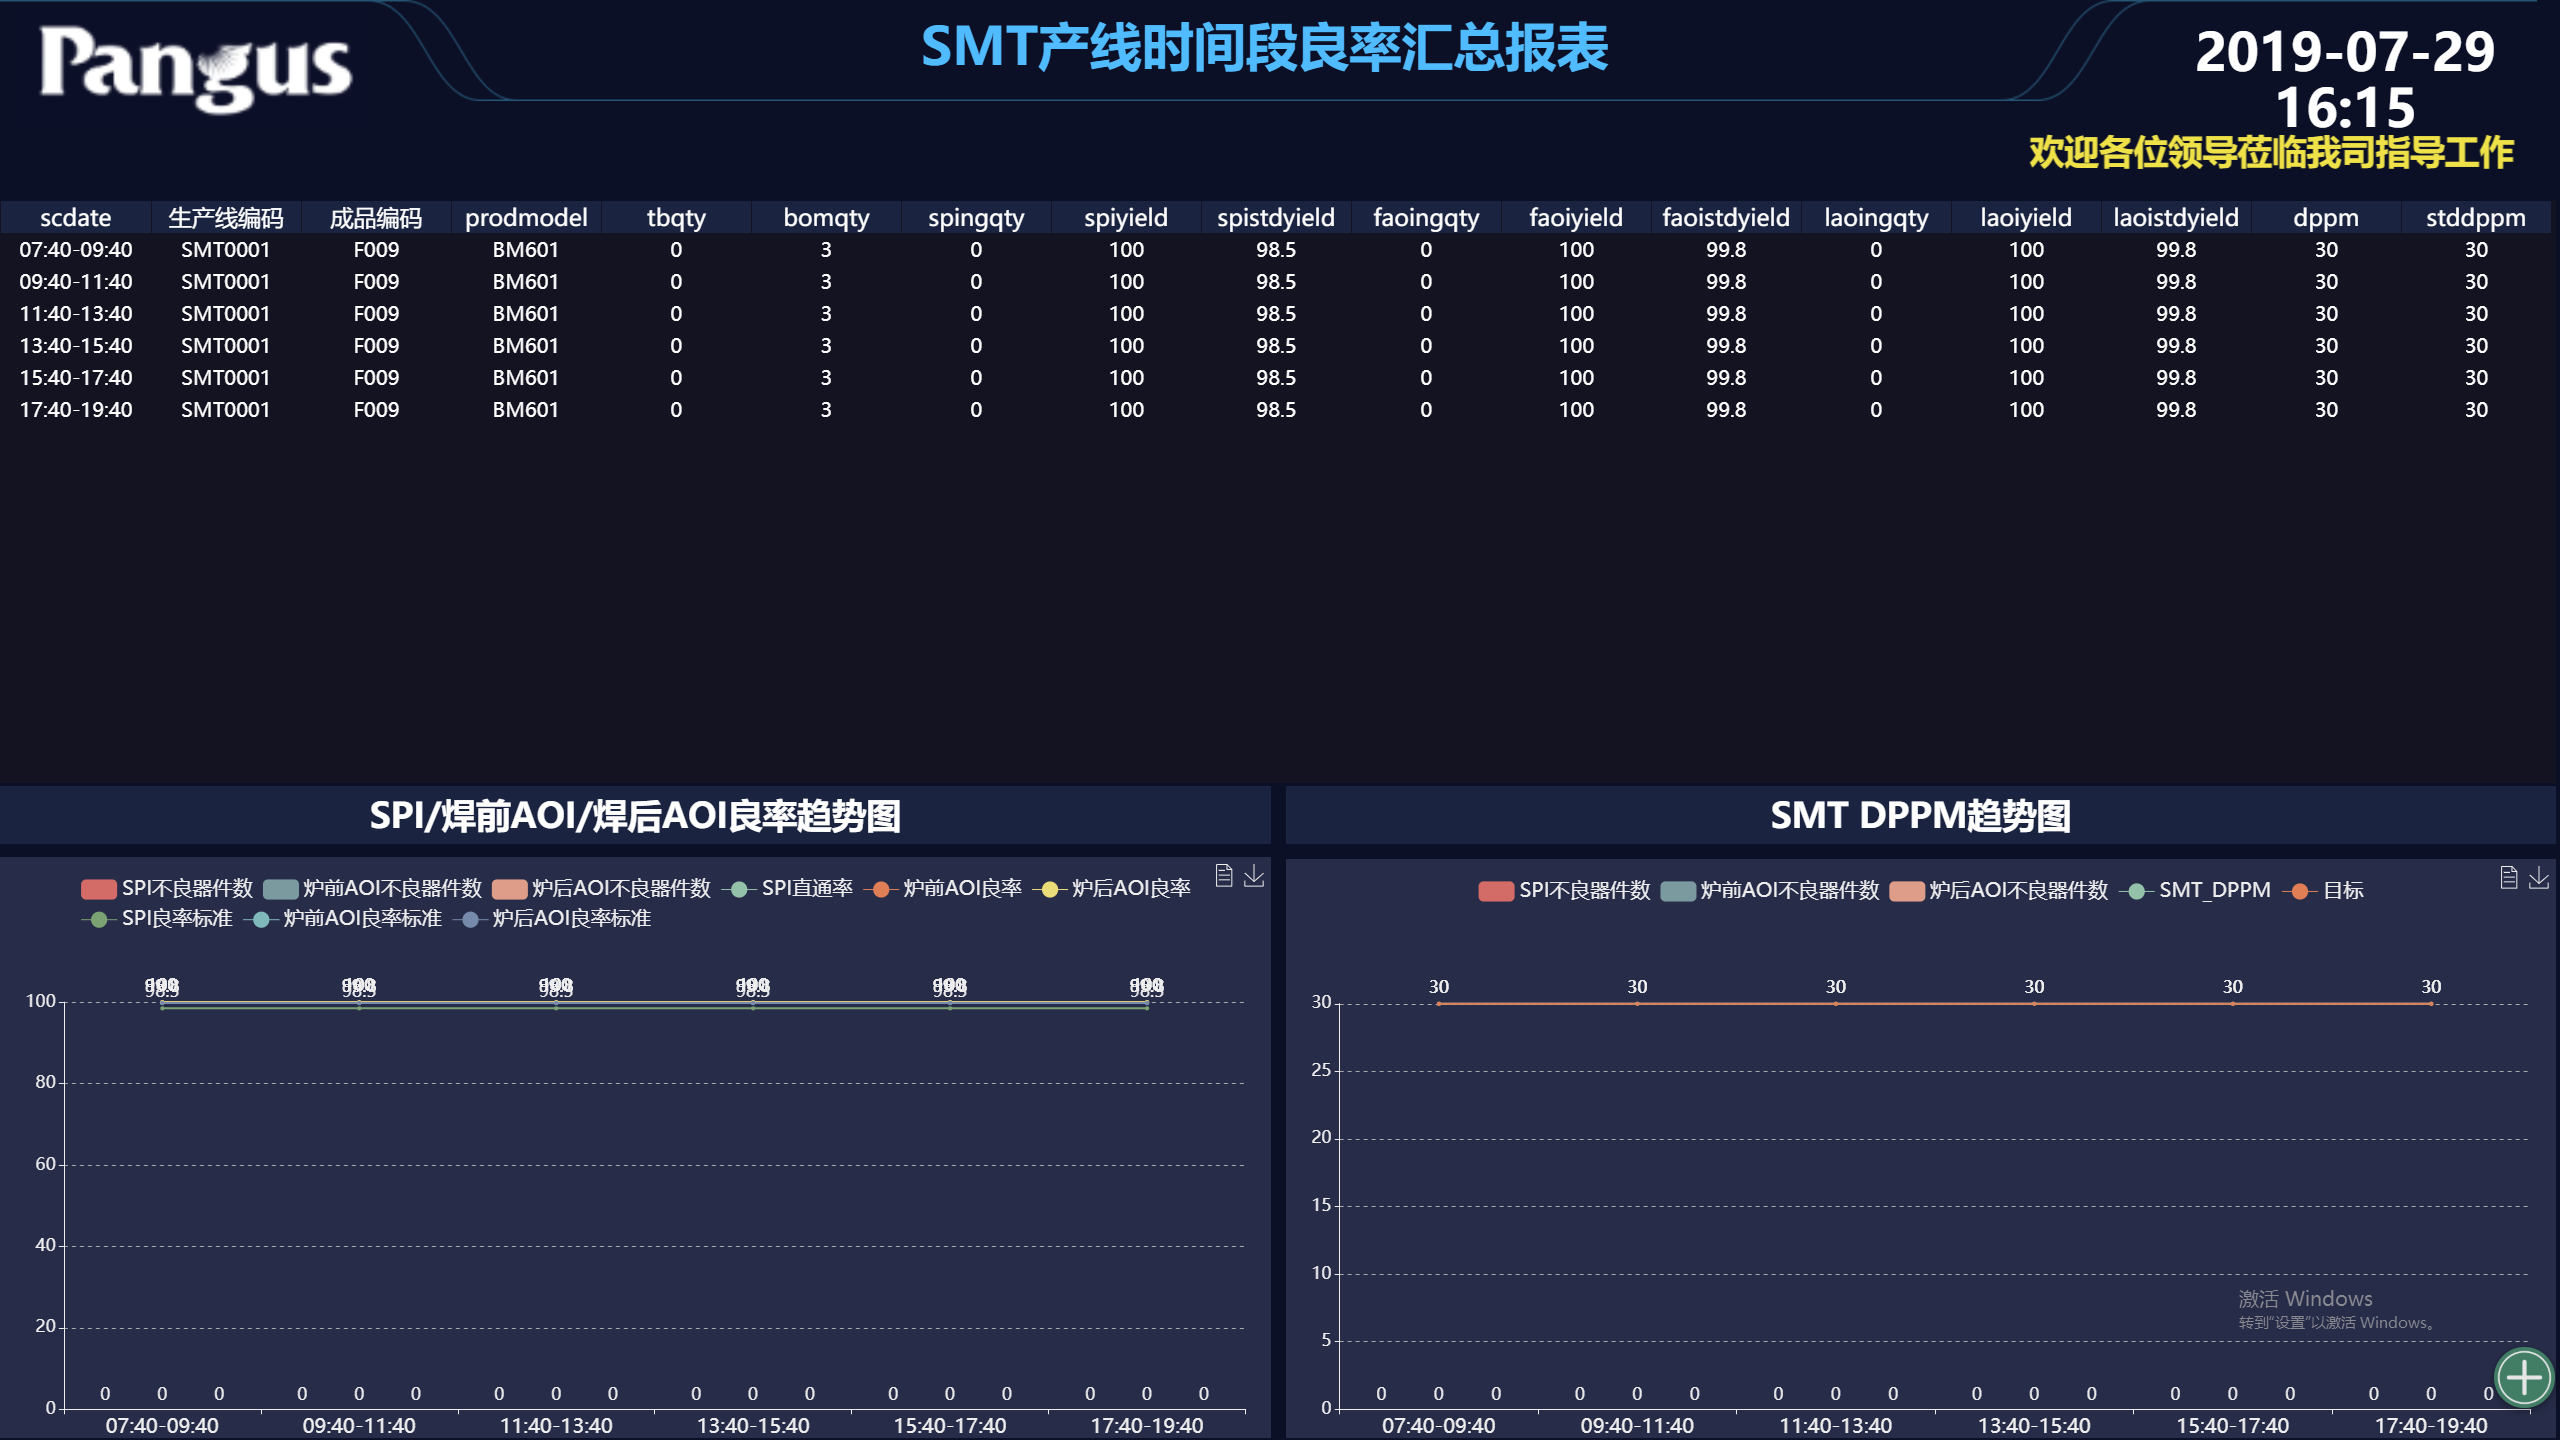 Pangus
SMT产线时间段良率汇总报表
2019-07-29
16:15
欢迎各位领导莅临我司指导工作
scdate 生产线编码 成品编码 prodmodel tbqty bomqty spingqty spiyield spistdyield faoingqty faoiyield faoistdyield laoingqty laoiyield laoistdyield dppm stddppm
07:40-09:40 SMT0001 F009 BM601 0 3 0 100 98.5 0 100 99.8 0 100 99.8 30 30
09:40-11:40 SMT0001 F009 BM601 0 3 0 100 98.5 0 100 99.8 0 100 99.8 30 30
11:40-13:40 SMT0001 F009 BM601 0 3 0 100 98.5 0 100 99.8 0 100 99.8 30 30
13:40-15:40 SMT0001 F009 BM601 0 3 0 100 98.5 0 100 99.8 0 100 99.8 30 30
15:40-17:40 SMT0001 F009 BM601 0 3 0 100 98.5 0 100 99.8 0 100 99.8 30 30
17:40-19:40 SMT0001 F009 BM601 0 3 0 100 98.5 0 100 99.8 0 100 99.8 30 30
SPI/焊前AOI/焊后AOI良率趋势图
SPI不良器件数 炉前AOI不良器件数 炉后AOI不良器件数 SPI直通率 炉前AOI良率 炉后AOI良率
SPI良率标准 炉前AOI良率标准 炉后AOI良率标准
98.5 98.5 98.5 98.5 98.5 98.5
100
80
60
40
20
0
0 0 0 0 0 0 0 0 0 0 0 0 0 0 0 0 0 0
07:40-09:40 09:40-11:40 11:40-13:40 13:40-15:40 15:40-17:40 17:40-19:40
SMT DPPM趋势图
SPI不良器件数 炉前AOI不良器件数 炉后AOI不良器件数 SMT_DPPM 目标
30 30 30 30 30 30
30
25
20
15
10
5
0
0 0 0 0 0 0 0 0 0 0 0 0 0 0 0 0 0 0
07:40-09:40 09:40-11:40 11:40-13:40 13:40-15:40 15:40-17:40 17:40-19:40
激活 Windows
转到“设置”以激活 Windows。